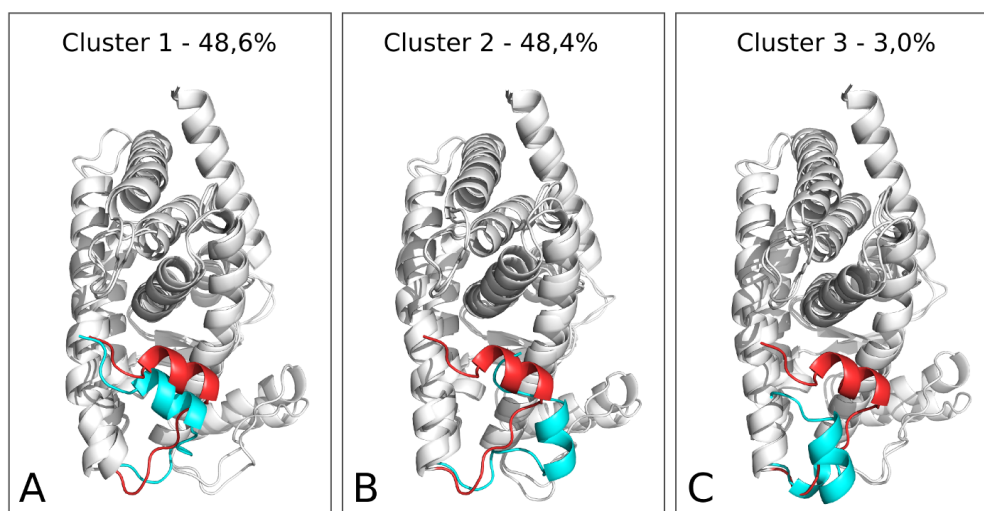 Cluster 1 - 48,6%
Cluster 2 - 48,4%
Cluster 3 - 3,0%
A
B
C